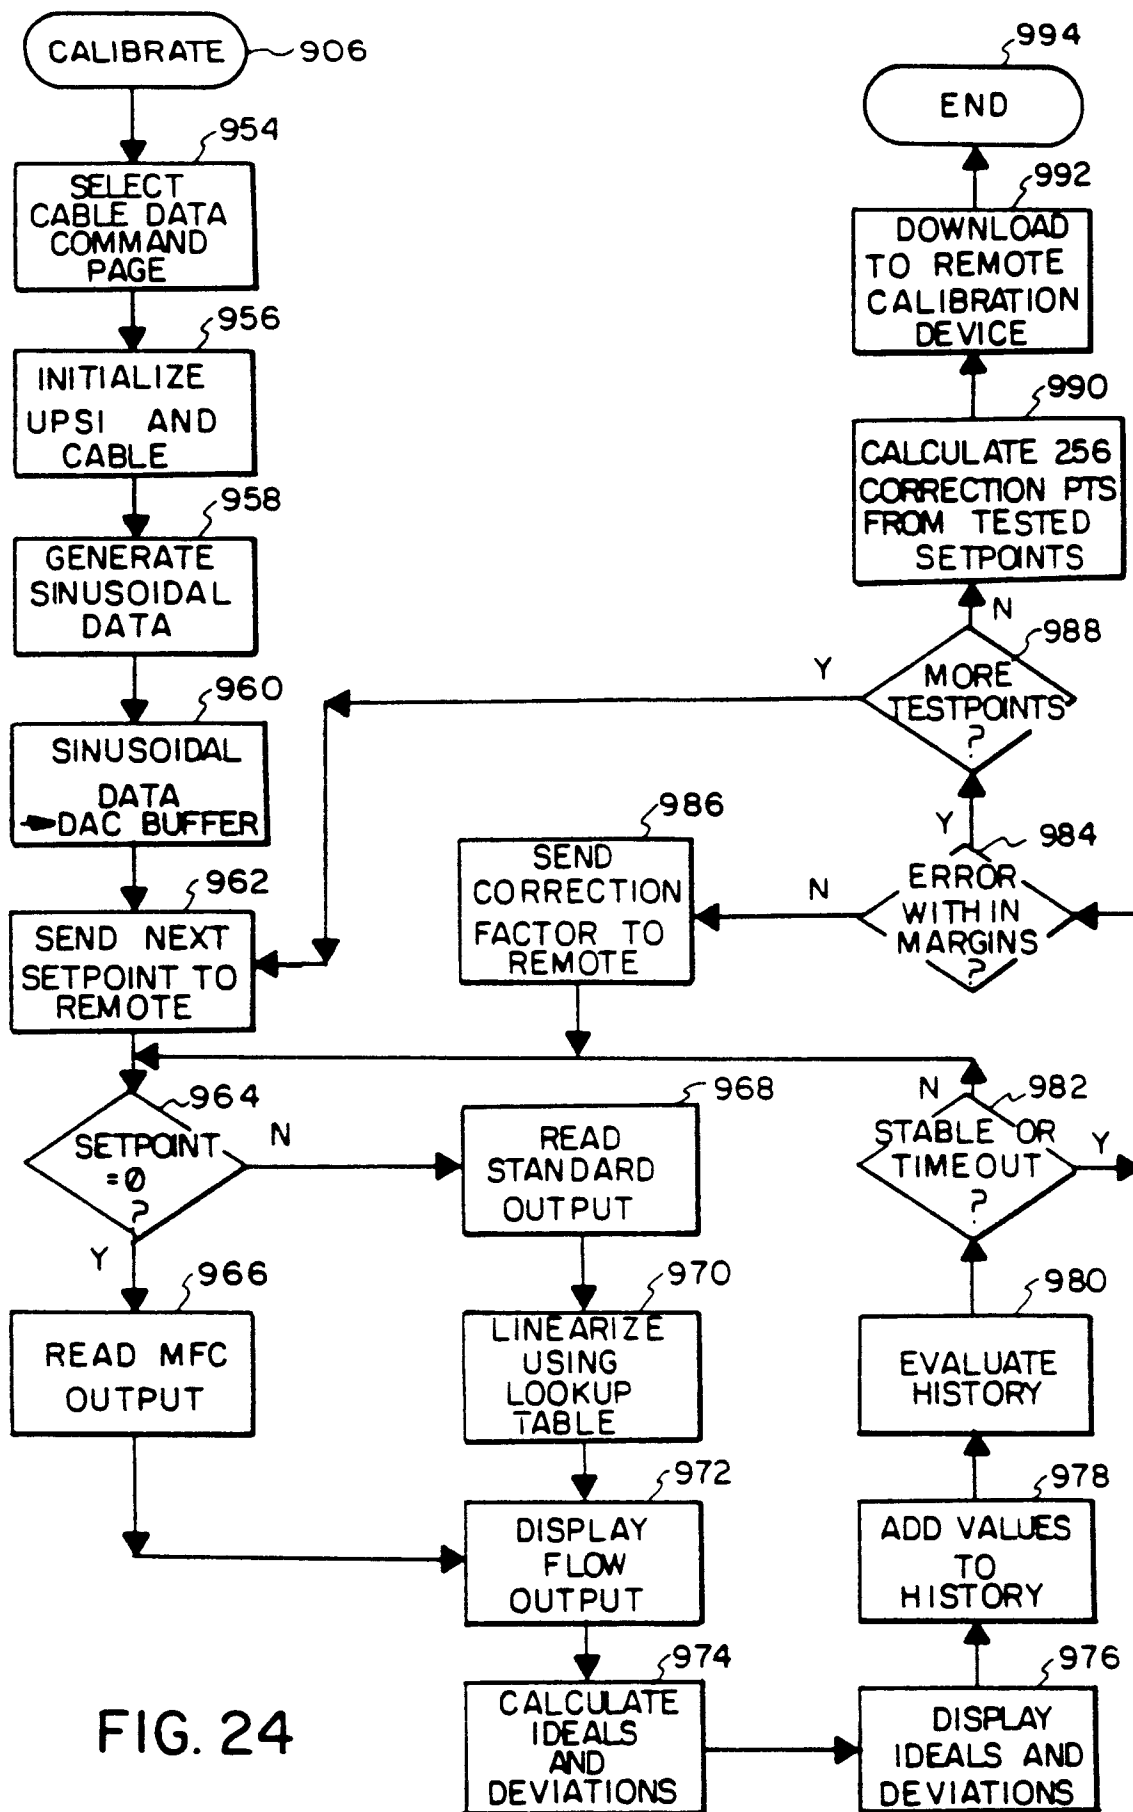 CALIBRATE
906
954
SELECT
CABLE DATA
COMMAND
PAGE
956
INITIALIZE
UPSI AND
CABLE
958
GENERATE
SINUSOIDAL
DATA
960
SINUSOIDAL
DATA
→DAC BUFFER
962
SEND NEXT
SETPOINT TO
REMOTE
964
SETPOINT
=Ø
?
N
Y
966
READ MFC
OUTPUT
968
READ
STANDARD
OUTPUT
970
LINEARIZE
USING
LOOKUP
TABLE
972
DISPLAY
FLOW
OUTPUT
974
CALCULATE
IDEALS
AND
DEVIATIONS
976
DISPLAY
IDEALS AND
DEVIATIONS
978
ADD VALUES
TO
HISTORY
980
EVALUATE
HISTORY
982
STABLE OR
TIMEOUT
?
N
Y
984
ERROR
WITHIN
MARGINS
?
N
Y
986
SEND
CORRECTION
FACTOR TO
REMOTE
988
MORE
TESTPOINTS
?
Y
N
990
CALCULATE 256
CORRECTION PTS
FROM TESTED
SETPOINTS
992
DOWNLOAD
TO REMOTE
CALIBRATION
DEVICE
994
END
FIG. 24